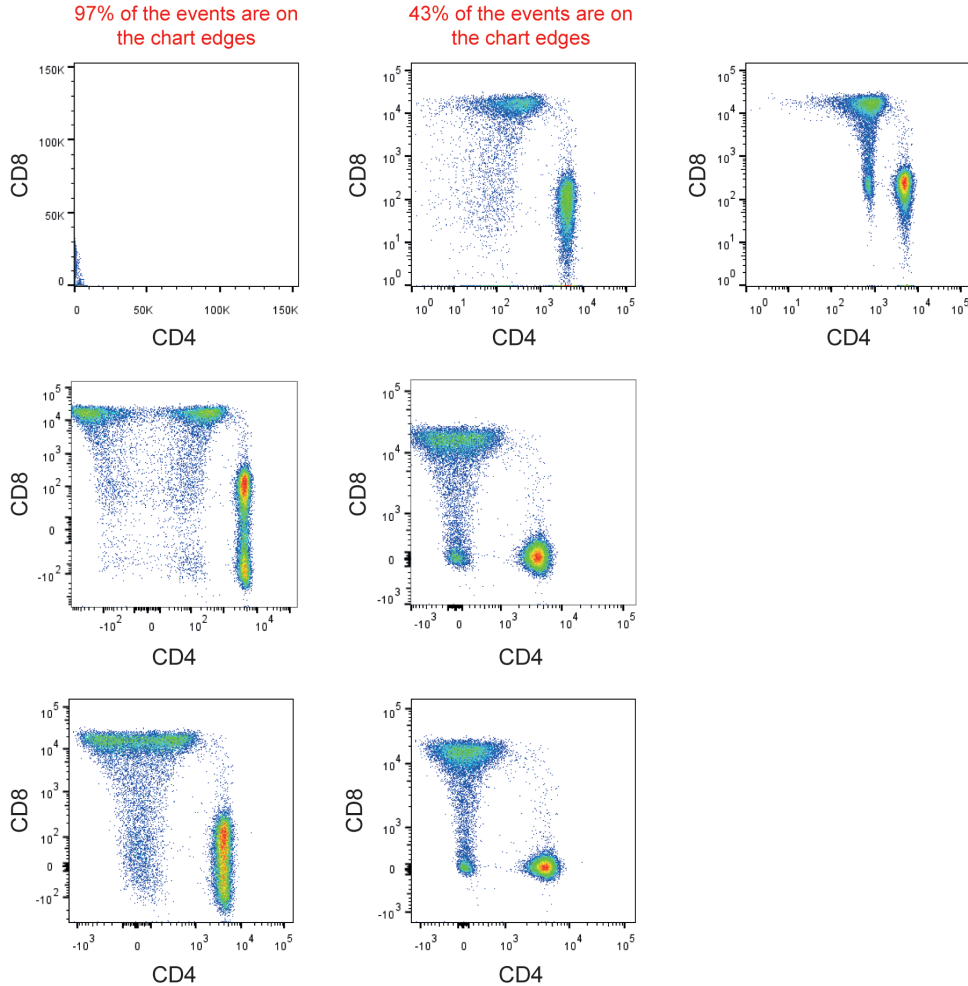 97% of the events are on
the chart edges
43% of the events are on
the chart edges
150K
100K
50K
0
CD8
0 50K 100K 150K
CD4
10^5
10^4
10^3
10^2
10^1
10^0
CD8
10^0 10^1 10^2 10^3 10^4 10^5
CD4
10^5
10^4
10^3
10^2
10^1
10^0
CD8
10^0 10^1 10^2 10^3 10^4 10^5
CD4
10^5
10^4
10^3
10^2
0
-10^2
CD8
-10^2 0 10^2 10^4
CD4
10^5
10^4
10^3
0
-10^3
CD8
-10^3 0 10^3 10^4 10^5
CD4
10^5
10^4
10^3
10^2
0
-10^2
CD8
-10^3 0 10^3 10^4 10^5
CD4
10^5
10^4
10^3
0
-10^3
CD8
-10^3 0 10^3 10^4 10^5
CD4